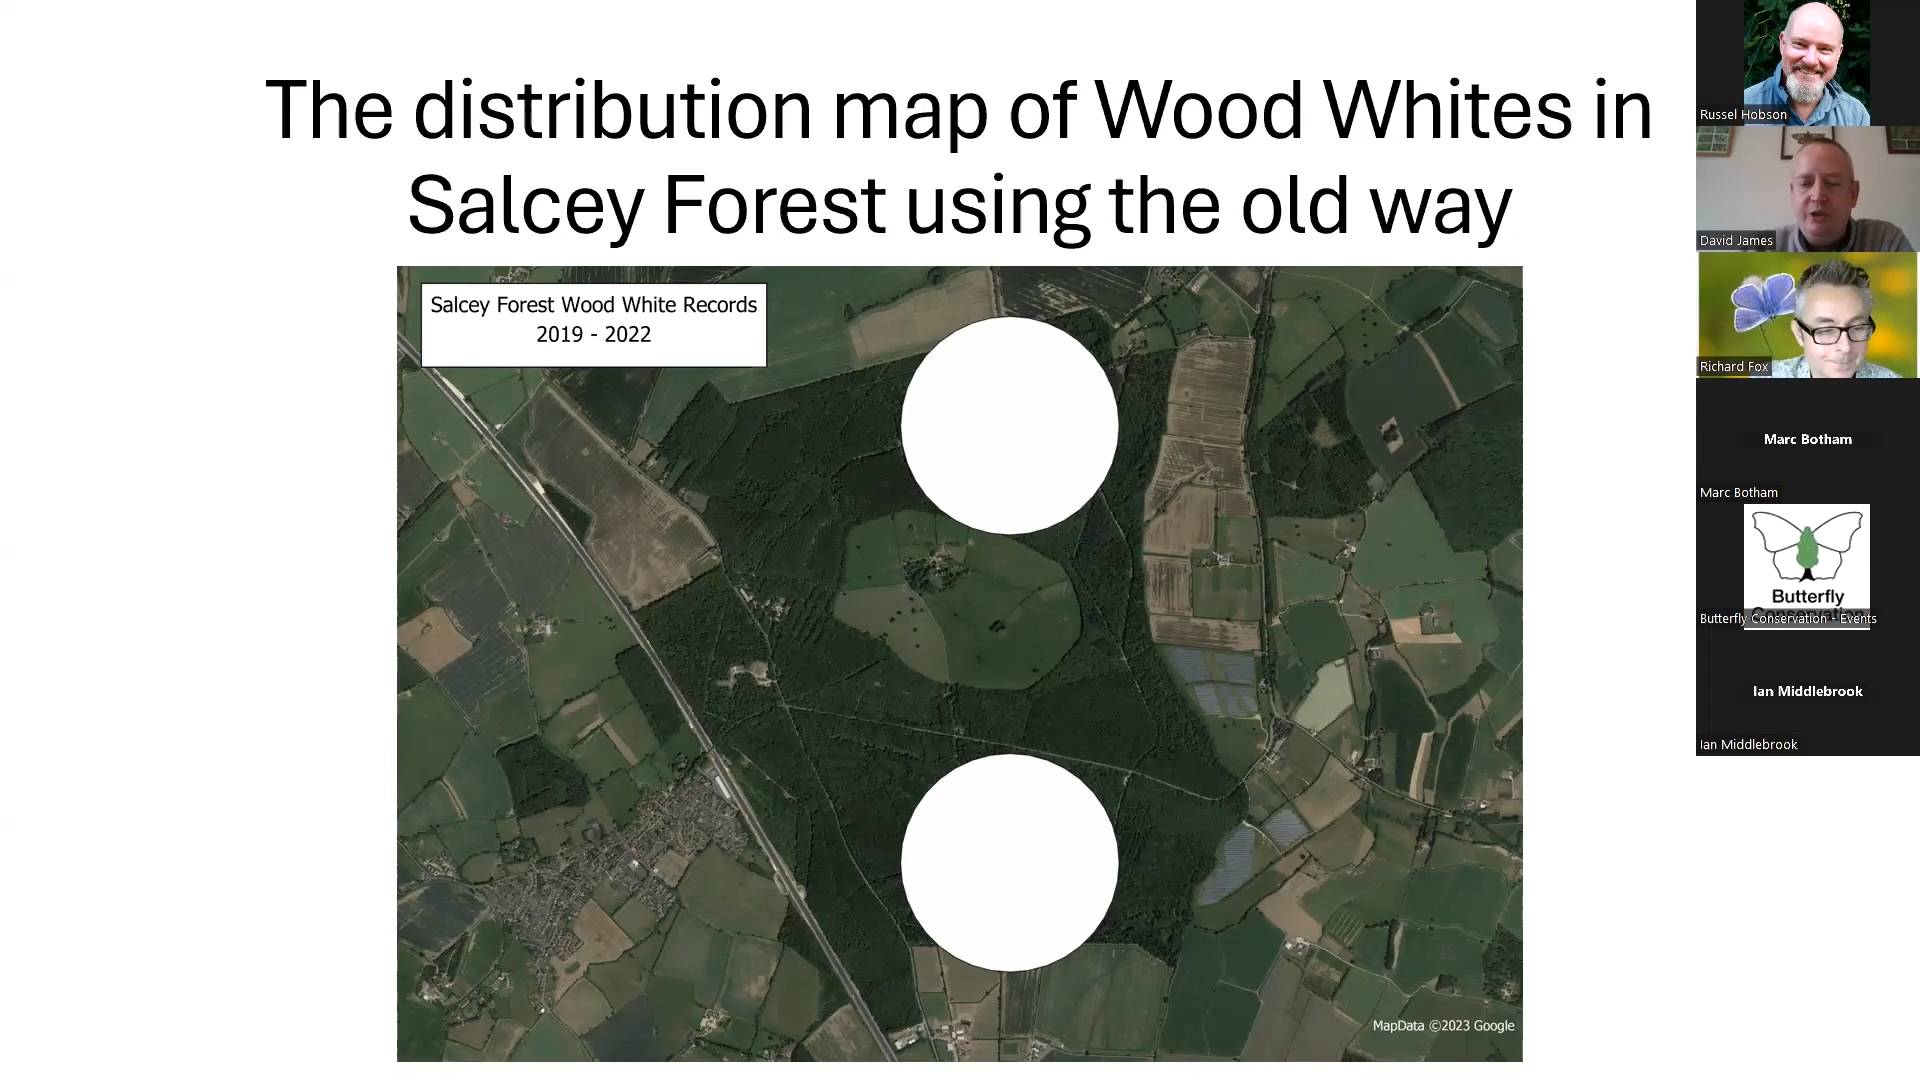 The distribution map of Wood Whites in
Salcey Forest using the old way
Salcey Forest Wood White Records
2019 - 2022
MapData ©2023 Google
Russel Hobson
David James
Richard Fox
Marc Botham
Marc Botham
Butterfly
Conservation
Butterfly Conservation - Events
Ian Middlebrook
Ian Middlebrook